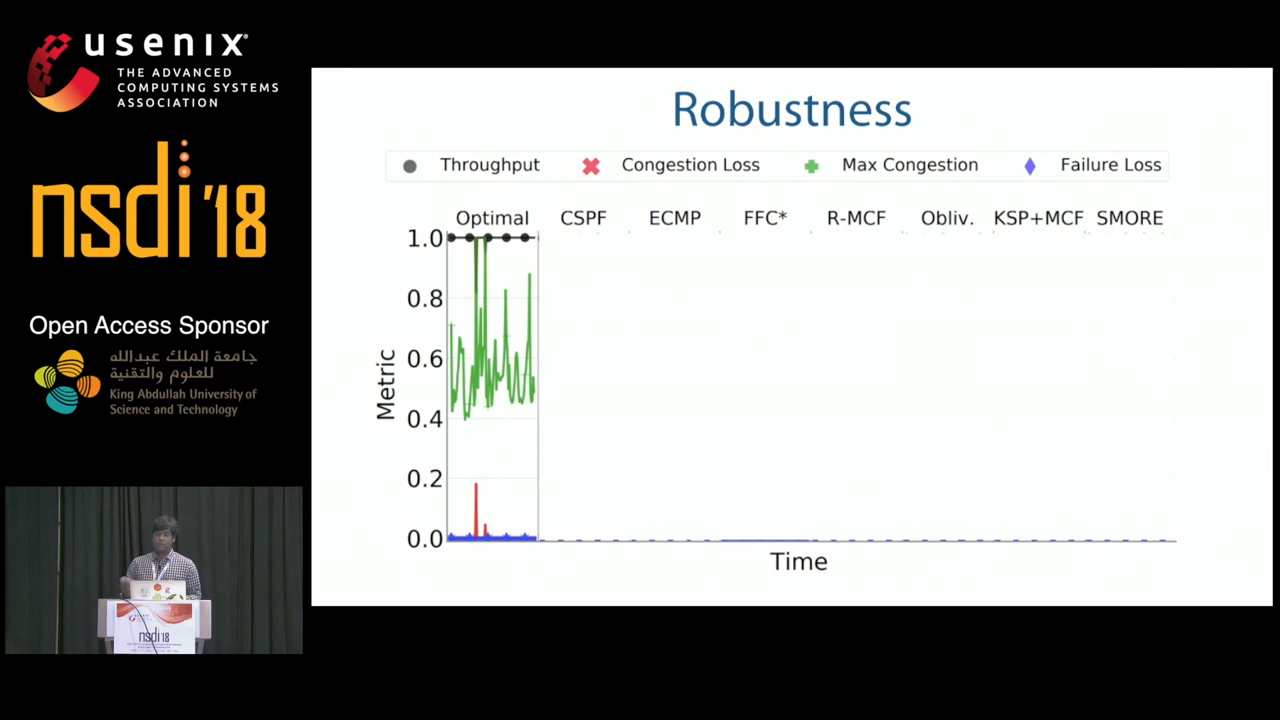 usenix
THE ADVANCED
COMPUTING SYSTEMS
ASSOCIATION
nsdi '18
Open Access Sponsor
جامعة الملك عبدالله
للعلوم والتقنية
King Abdullah University of
Science and Technology
Robustness
Throughput Congestion Loss Max Congestion Failure Loss
Optimal CSPF ECMP FFC* R-MCF Obliv. KSP+MCF SMORE
1.0
0.8
0.6
0.4
0.2
0.0
Metric
Time
usenix
nsdi '18